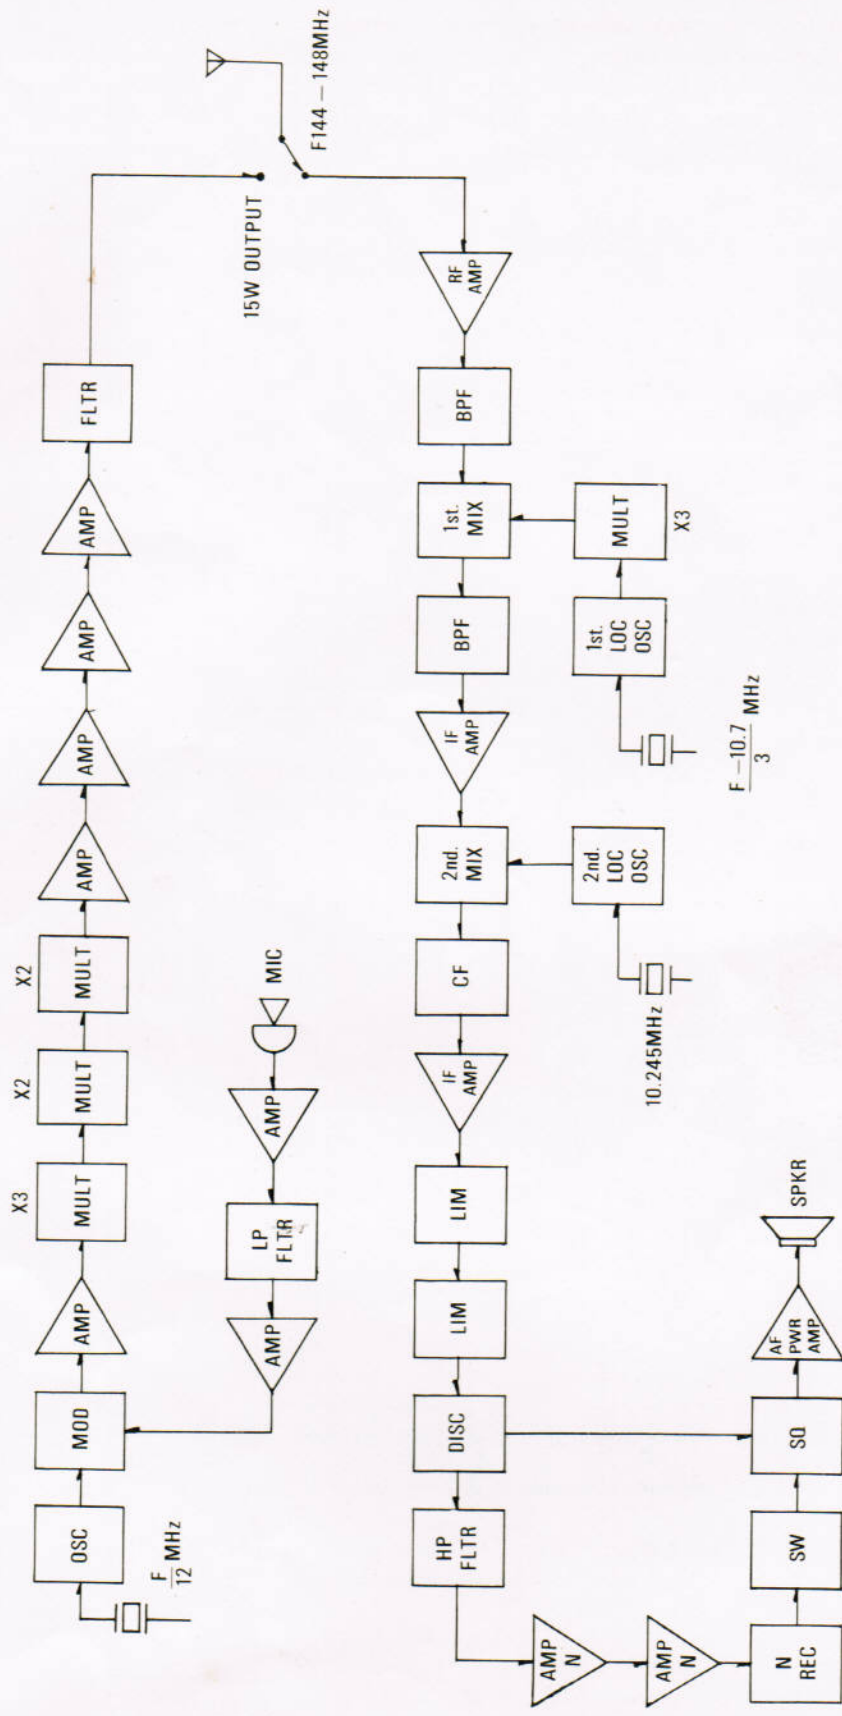 OSC
F
12
MHz
MOD
AMP
X3
MULT
X2
MULT
X2
MULT
AMP
AMP
AMP
AMP
FLTR
AMP
LP
FLTR
AMP
MIC
15W OUTPUT
F144 – 148MHz
RF
AMP
BPF
1st.
MIX
MULT
X3
1st.
LOC
OSC
F –10.7
3
MHz
BPF
IF
AMP
2nd.
MIX
2nd.
LOC
OSC
10.245MHz
CF
IF
AMP
LIM
LIM
DISC
HP
FLTR
AMP
N
AMP
N
N
REC
SW
SQ
AF
PWR
AMP
SPKR